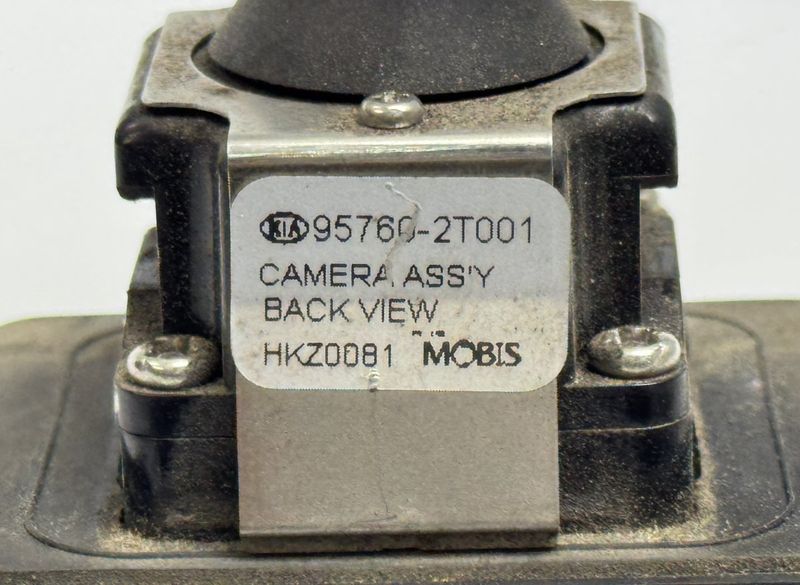 KIA 95760-2T001
CAMERA ASS'Y
BACK VIEW
HKZ0081 MOBIS